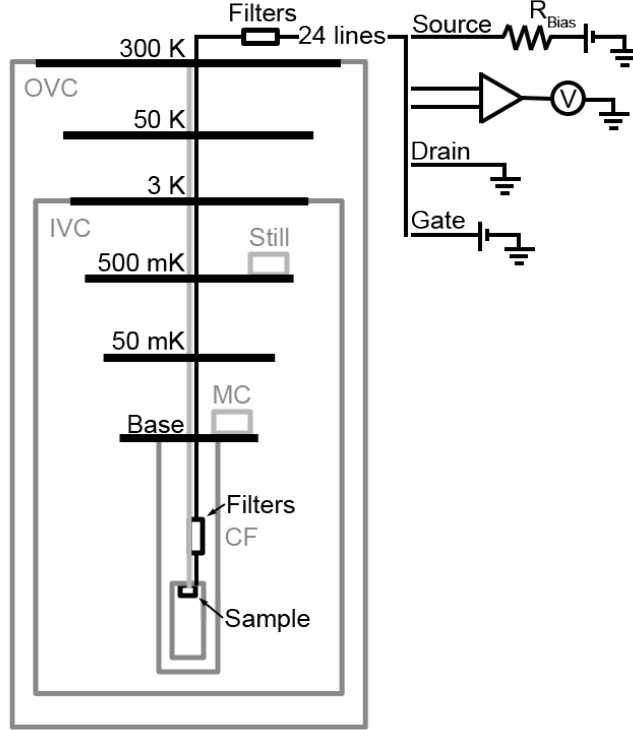 Filters
24 lines
Source
R Bias
300 K
OVC
50 K
V
Drain
3 K
IVC
Gate
Still
500 mK
50 mK
MC
Base
Filters
CF
Sample